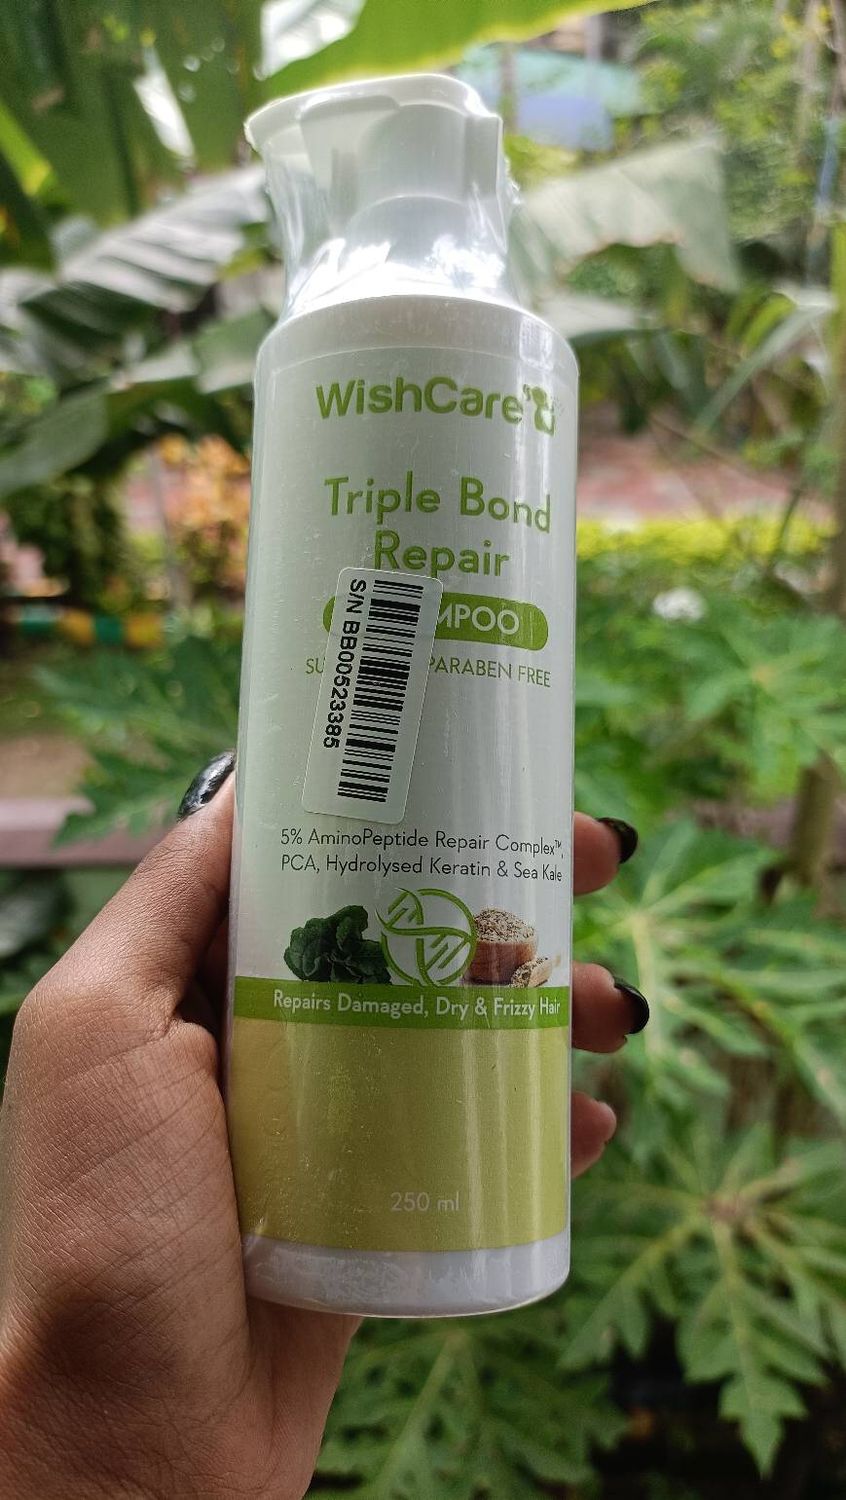 WishCare
Triple Bond
Repair
MPOO
SU PARABEN FREE
S/N BB00523385
5% AminoPeptide Repair Complex™,
PCA, Hydrolysed Keratin & Sea Kale
Repairs Damaged, Dry & Frizzy Hair
250 ml